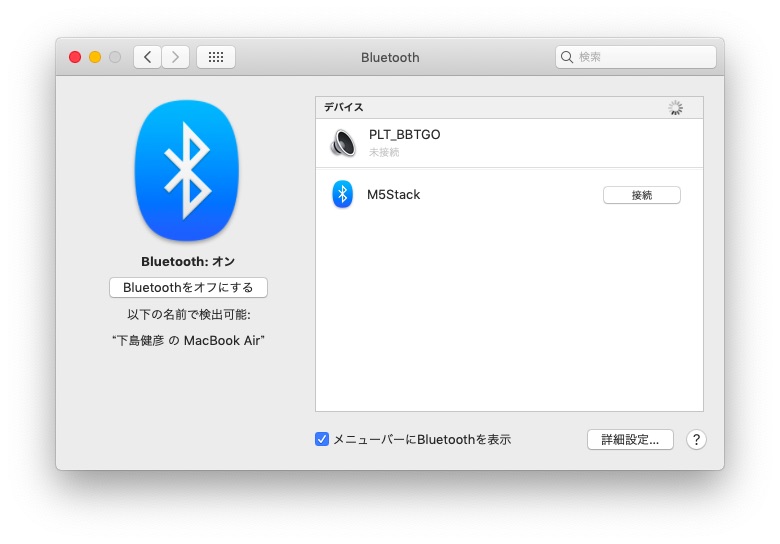 Bluetooth
検索
デバイス
PLT_BBTGO
未接続
M5Stack
接続
Bluetooth: オン
Bluetoothをオフにする
以下の名前で検出可能:
“下島健彦 の MacBook Air”
メニューバーにBluetoothを表示
詳細設定...
?